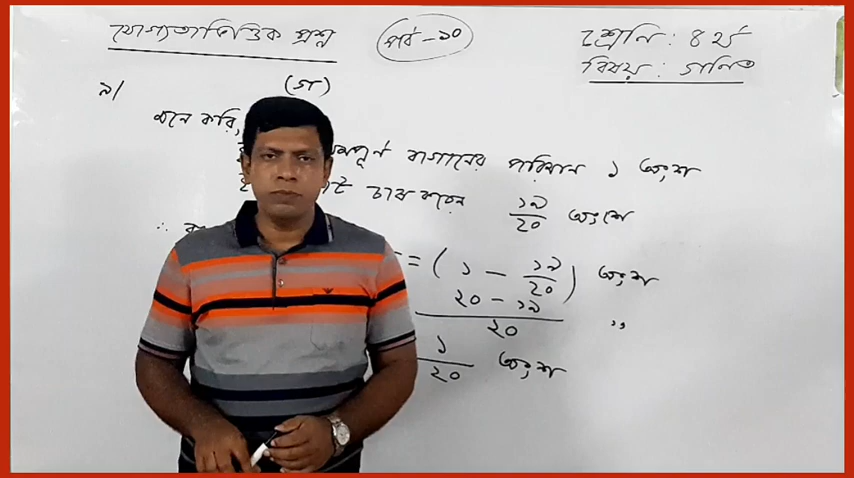 যোগ্যতাভিত্তিক প্রশ্ন
পর্ব - ১০
শ্রেণি : ৪র্থ
বিষয় : গণিত
৯/
(গ)
মনে করি,
সম্পূর্ণ বাগানের পরিমান ১ অংশ
চাষ করেন ১৯/২০ অংশে
∴
= (১ - ১৯/২০) অংশ
২০ - ১৯/২০ ,,
১/২০ অংশ